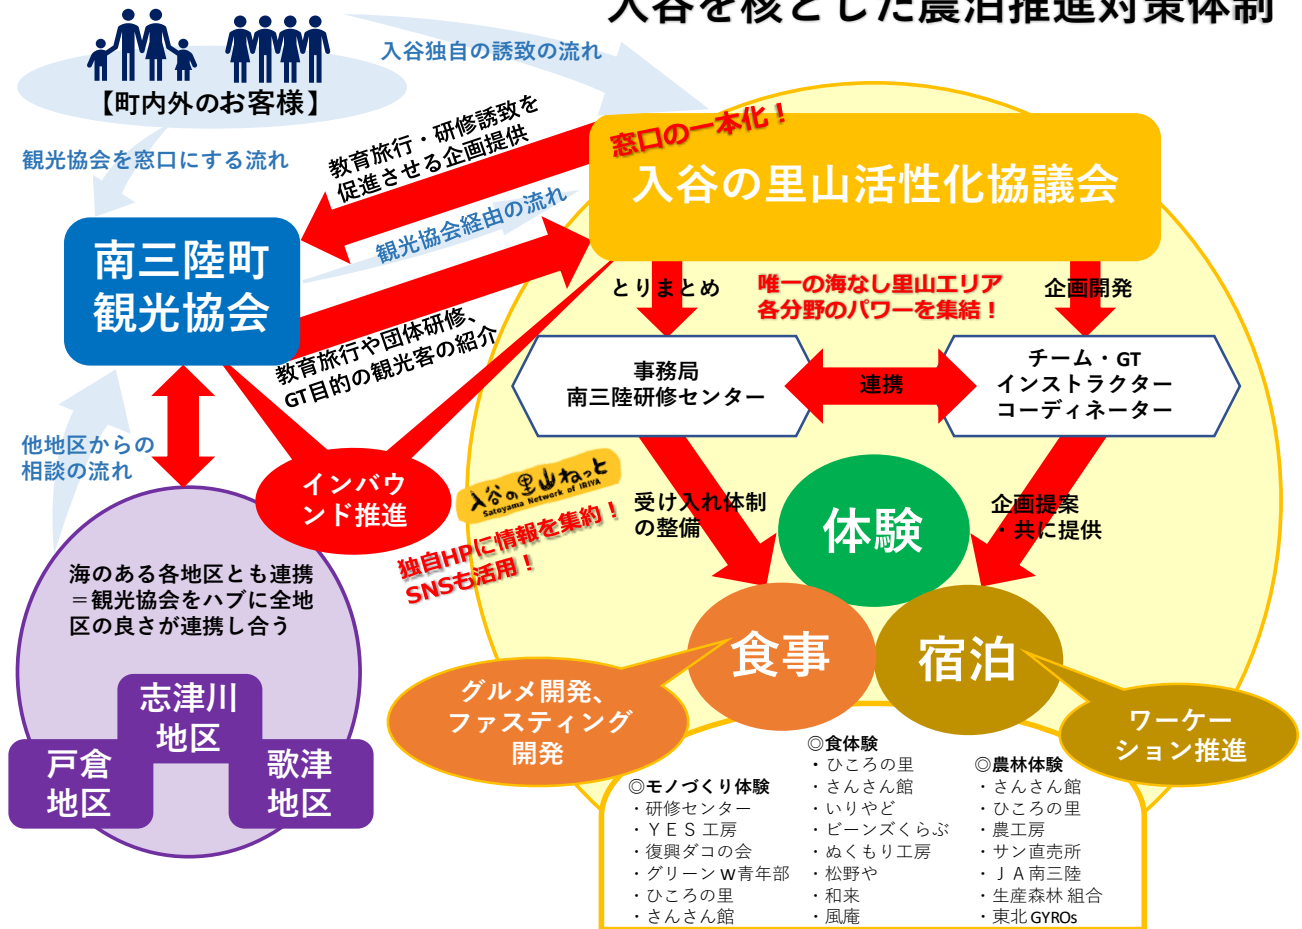 入谷を核とした農泊推進対策体制
【町内外のお客様】
入谷独自の誘致の流れ
観光協会を窓口にする流れ
教育旅行・研修誘致を
促進させる企画提供
観光協会経由の流れ
窓口の一本化！
入谷の里山活性化協議会
南三陸町
観光協会
教育旅行や団体研修、
GT目的の観光客の紹介
とりまとめ
唯一の海なし里山エリア
各分野のパワーを集結！
企画開発
事務局
南三陸研修センター
連携
チーム・GT
インストラクター
コーディネーター
他地区からの
相談の流れ
インバウ
ンド推進
入谷の里山ねっと
Satoyama Network of IRIYA
独自HPに情報を集約！
SNSも活用！
受け入れ体制
の整備
企画提案
・共に提供
体験
食事
宿泊
海のある各地区とも連携
＝観光協会をハブに全地
区の良さが連携し合う
志津川
地区
戸倉
地区
歌津
地区
グルメ開発、
ファスティング
開発
ワーケー
ション推進
◎モノづくり体験
・研修センター
・ＹＥＳ工房
・復興ダコの会
・グリーンｗ青年部
・ひころの里
・さんさん館
◎食体験
・ひころの里
・さんさん館
・いりやど
・ビーンズくらぶ
・ぬくもり工房
・松野や
・和来
・風庵
◎農林体験
・さんさん館
・ひころの里
・農工房
・サン直売所
・ＪＡ南三陸
・生産森林組合
・東北GYROs